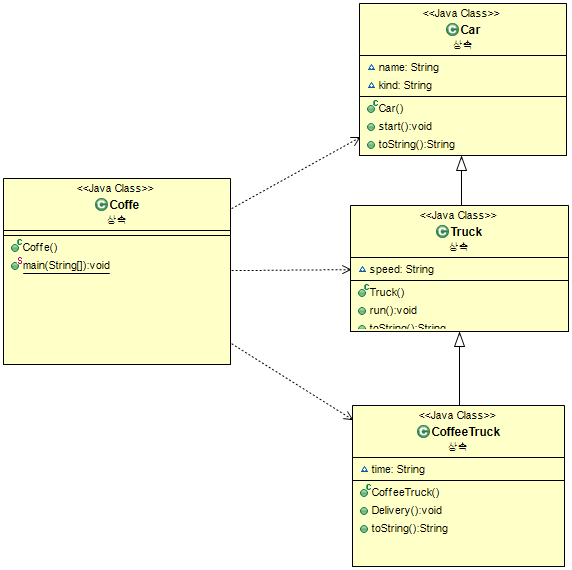 <<Java Class>>
Car
상속
name: String
kind: String
Car()
start():void
toString():String
<<Java Class>>
Coffe
상속
Coffe()
main(String[]):void
<<Java Class>>
Truck
상속
speed: String
Truck()
run():void
toString():String
<<Java Class>>
CoffeeTruck
상속
time: String
CoffeeTruck()
Delivery():void
toString():String